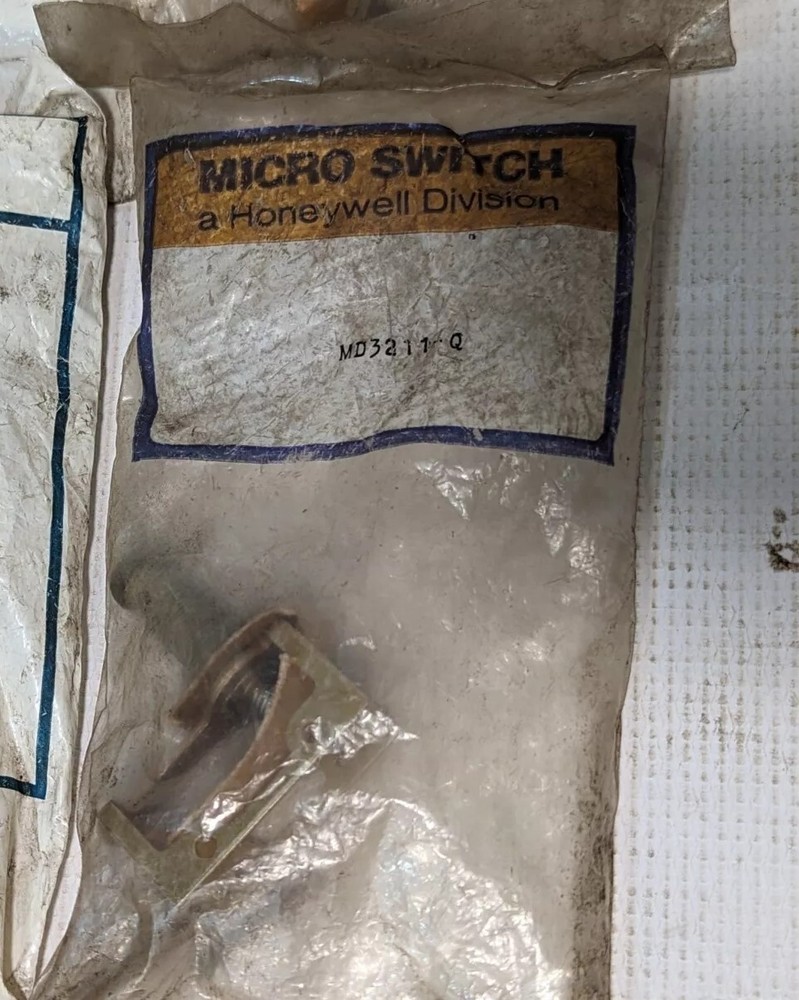 MICRO SWITCH
a Honeywell Division
MD3211-Q